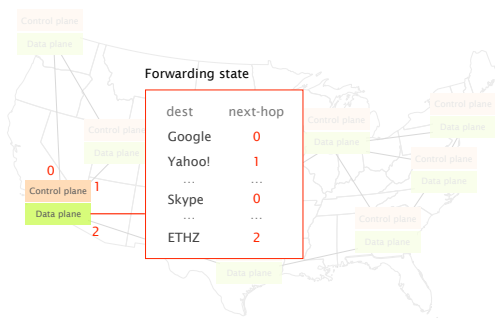 Control plane
Data plane
Forwarding state
dest next-hop
Google 0
Yahoo! 1
... ...
Skype 0
... ...
ETHZ 2
Control plane
Data plane
0
1
Control plane
Data plane
2
Control plane
Data plane
Control plane
Data plane
Control plane
Data plane
Control plane
Data plane
Data plane